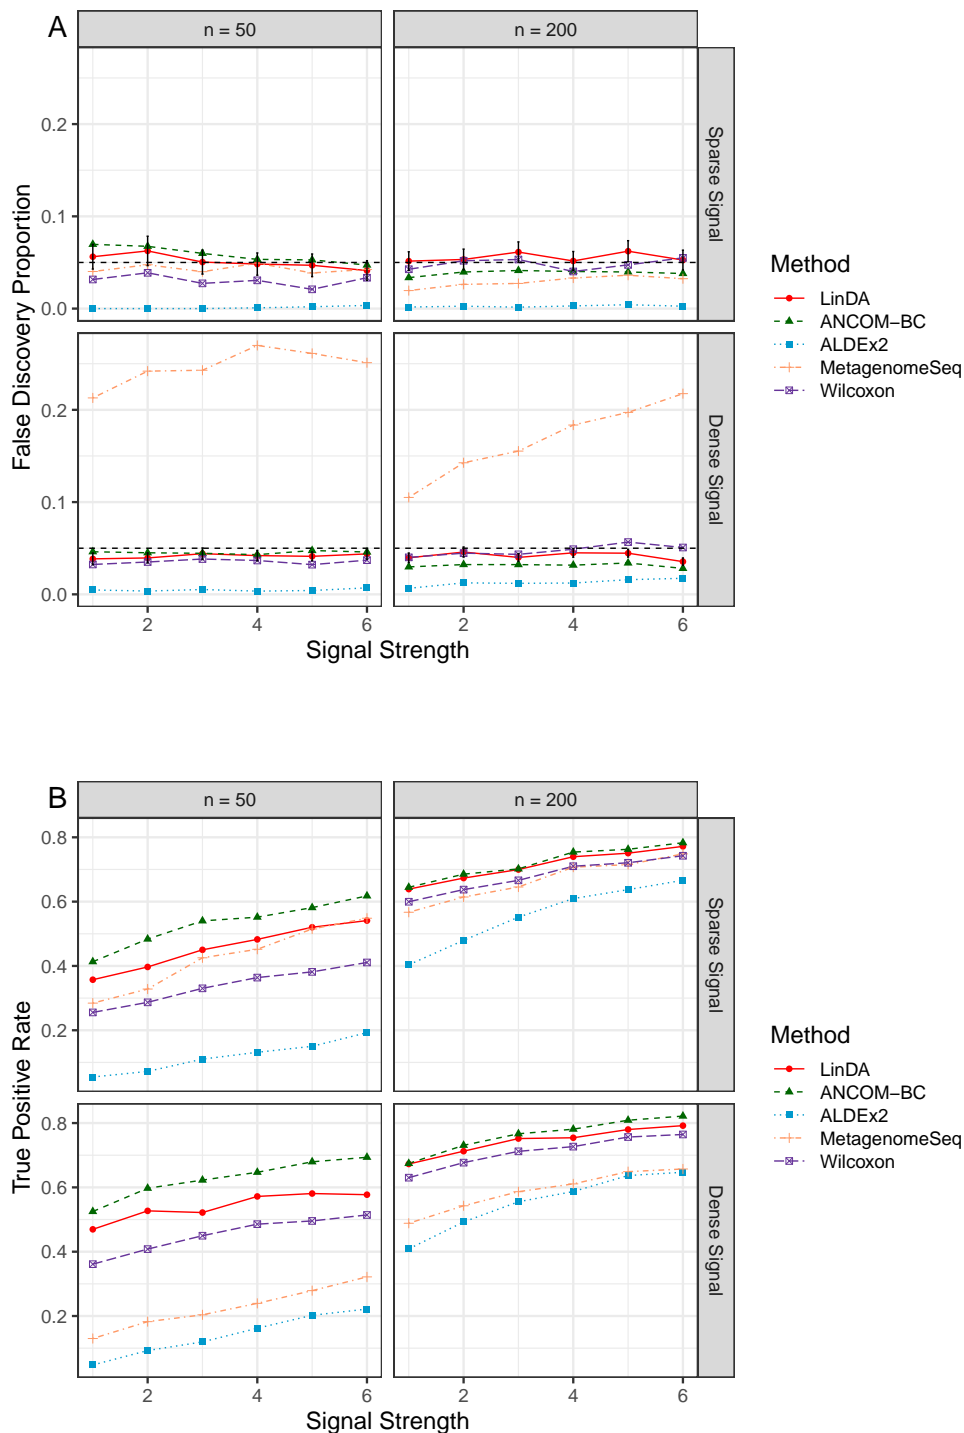 A
n = 50
n = 200
False Discovery Proportion
0.2
0.1
0.0
Sparse Signal
0.2
0.1
0.0
Dense Signal
2
4
6
2
4
6
Signal Strength
Method
LinDA
ANCOM−BC
ALDEx2
MetagenomeSeq
Wilcoxon
B
n = 50
n = 200
True Positive Rate
0.8
0.6
0.4
0.2
Sparse Signal
0.8
0.6
0.4
0.2
Dense Signal
2
4
6
2
4
6
Signal Strength
Method
LinDA
ANCOM−BC
ALDEx2
MetagenomeSeq
Wilcoxon